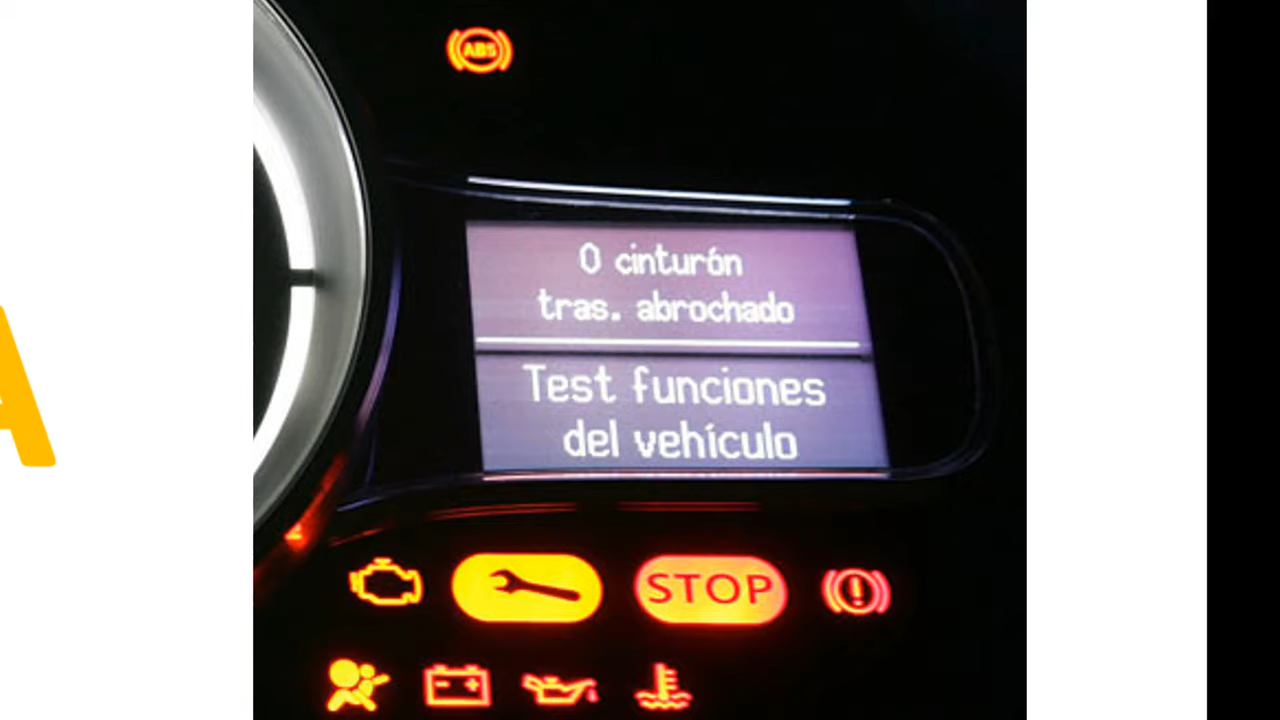 A
ABS
0 cinturón
tras. abrochado
Test funciones
del vehículo
STOP